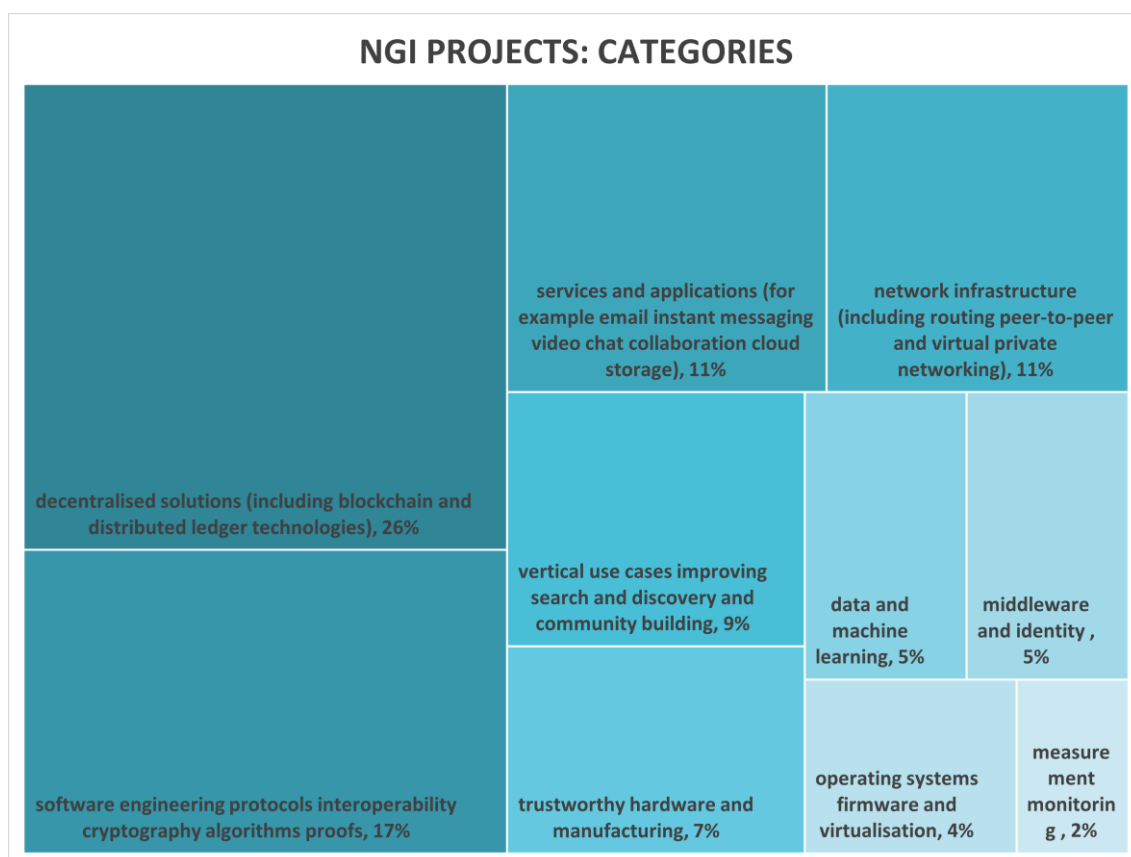 NGI PROJECTS: CATEGORIES
decentralised solutions (including blockchain and
distributed ledger technologies), 26%
software engineering protocols interoperability
cryptography algorithms proofs, 17%
services and applications (for
example email instant messaging
video chat collaboration cloud
storage), 11%
network infrastructure
(including routing peer-to-peer
and virtual private
networking), 11%
vertical use cases improving
search and discovery and
community building, 9%
trustworthy hardware and
manufacturing, 7%
data and
machine
learning, 5%
middleware
and identity ,
5%
operating systems
firmware and
virtualisation, 4%
measure
ment
monitorin
g , 2%